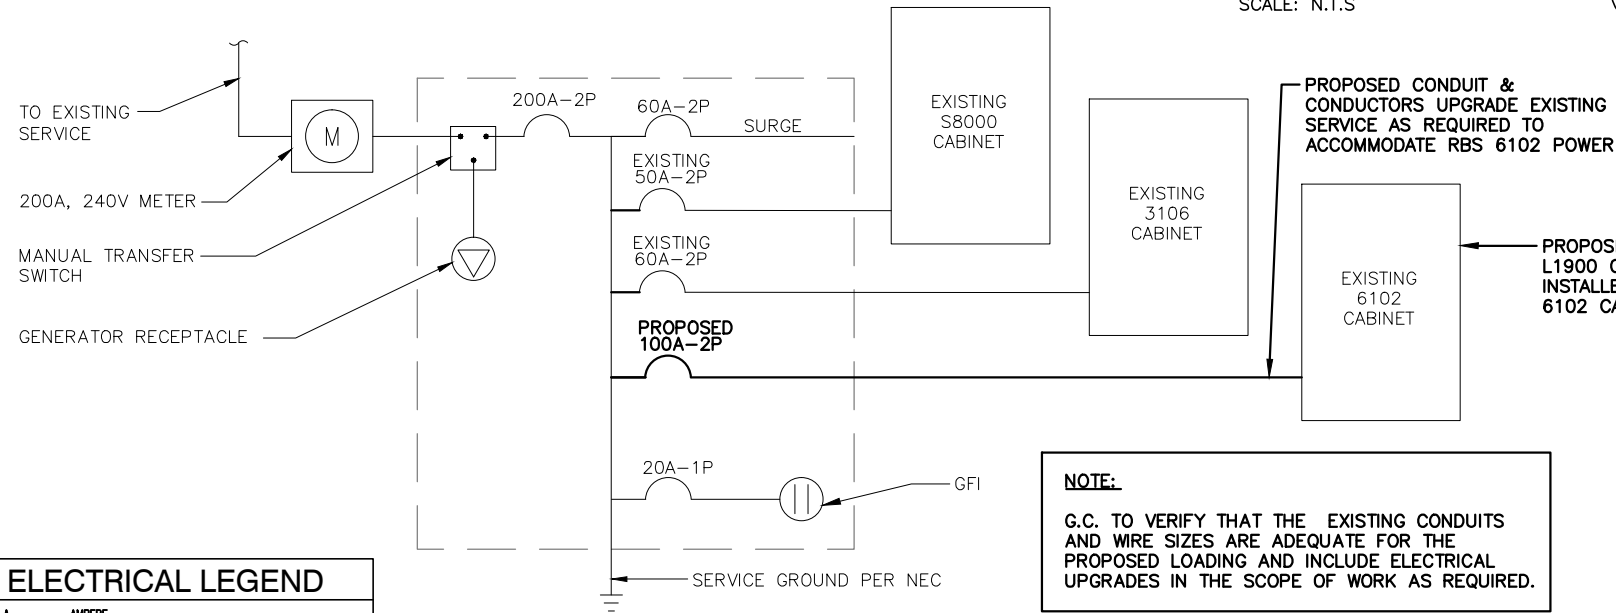 SCALE: N.T.S
TO EXISTING
SERVICE
M
200A, 240V METER
MANUAL TRANSFER
SWITCH
GENERATOR RECEPTACLE
200A-2P
60A-2P
SURGE
EXISTING
50A-2P
EXISTING
60A-2P
PROPOSED
100A-2P
20A-1P
GFI
SERVICE GROUND PER NEC
EXISTING
S8000
CABINET
EXISTING
3106
CABINET
EXISTING
6102
CABINET
PROPOSED CONDUIT &
CONDUCTORS UPGRADE EXISTING
SERVICE AS REQUIRED TO
ACCOMMODATE RBS 6102 POWER
L1900
6102
NOTE:
G.C. TO VERIFY THAT THE EXISTING CONDUITS
AND WIRE SIZES ARE ADEQUATE FOR THE
PROPOSED LOADING AND INCLUDE ELECTRICAL
UPGRADES IN THE SCOPE OF WORK AS REQUIRED.
ELECTRICAL LEGEND
A AMPERE